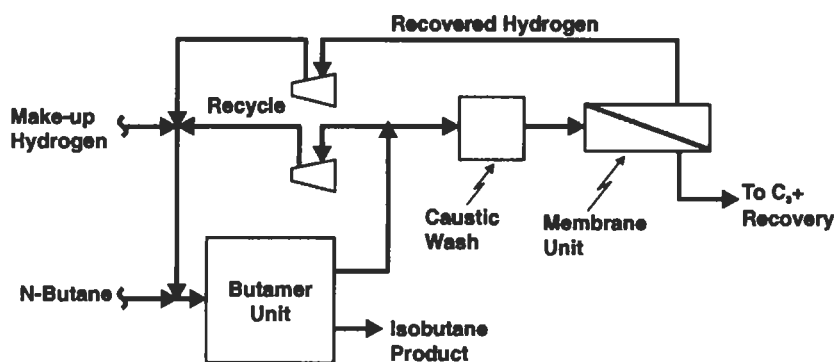 Recovered Hydrogen
Make-up
Hydrogen
Recycle
Caustic
Wash
Membrane
Unit
To C₃+
Recovery
N-Butane
Butamer
Unit
Isobutane
Product